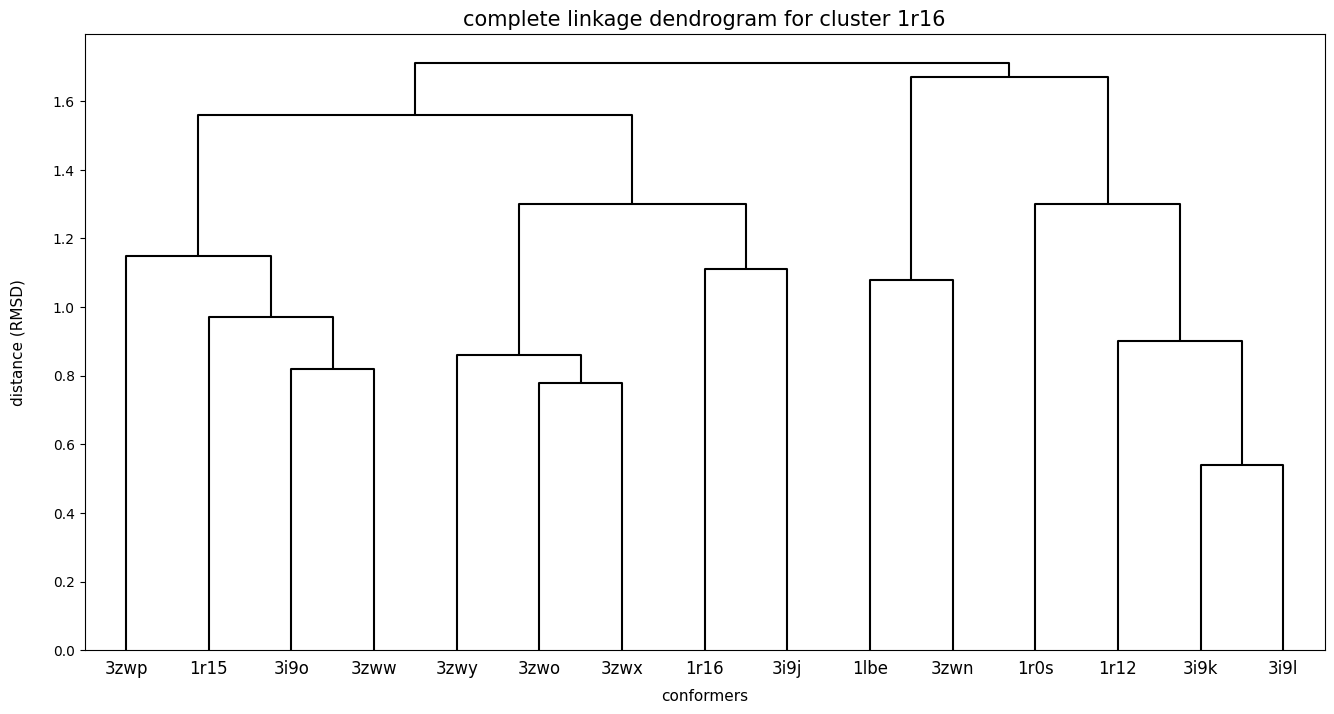 complete linkage dendrogram for cluster 1r16
distance (RMSD)
1.6
1.4
1.2
1.0
0.8
0.6
0.4
0.2
0.0
3zwp 1r15 3i9o 3zww 3zwy 3zwo 3zwx 1r16 3i9j 1lbe 3zwn 1r0s 1r12 3i9k 3i9l
conformers